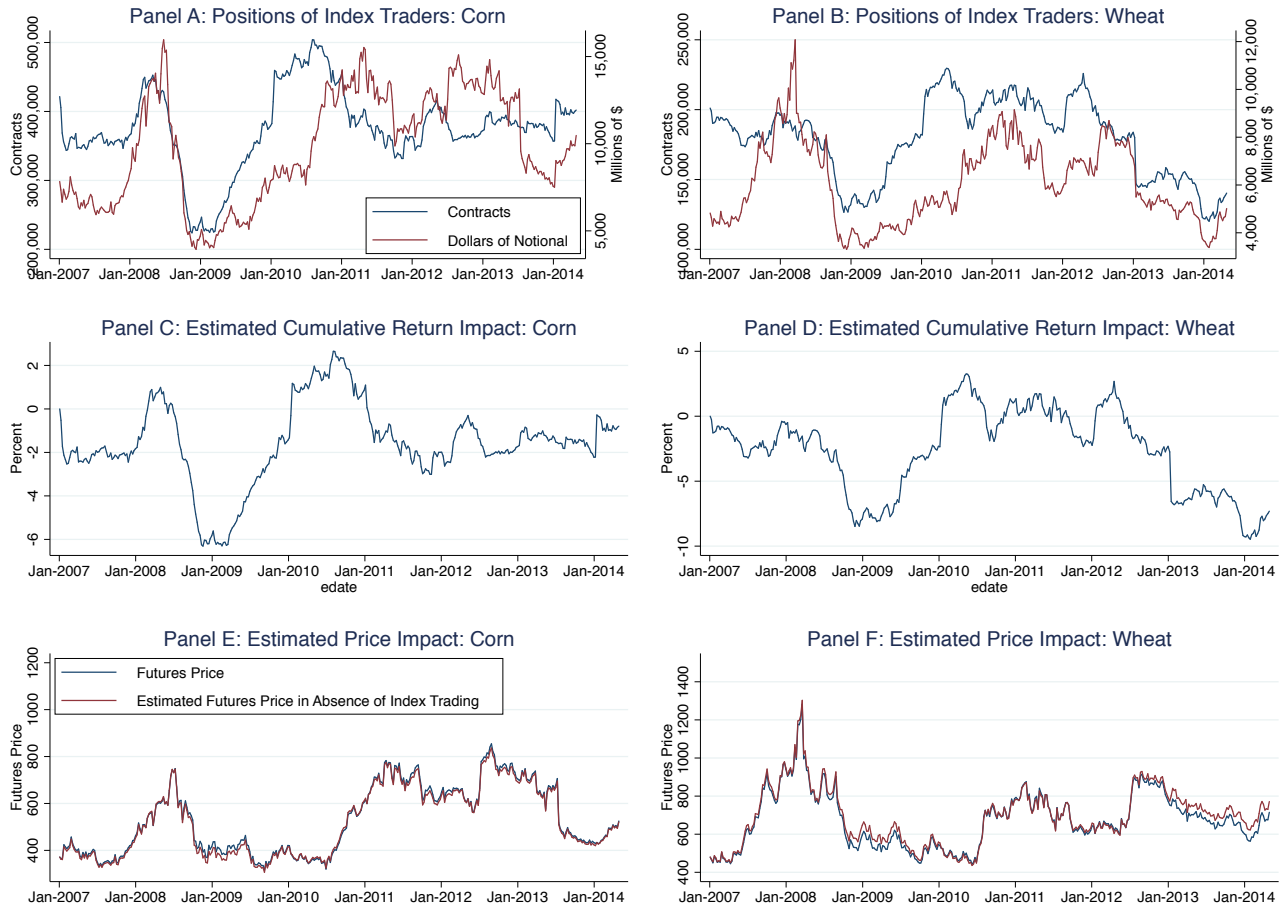 Panel A: Positions of Index Traders: Corn
Contracts
500,000
400,000
300,000
200,000
15,000
10,000
5,000
Millions of $
Contracts
Dollars of Notional
Jan-2007 Jan-2008 Jan-2009 Jan-2010 Jan-2011 Jan-2012 Jan-2013 Jan-2014
Panel B: Positions of Index Traders: Wheat
Contracts
250,000
200,000
150,000
100,000
12,000
10,000
8,000
6,000
4,000
Millions of $
Jan-2007 Jan-2008 Jan-2009 Jan-2010 Jan-2011 Jan-2012 Jan-2013 Jan-2014
Panel C: Estimated Cumulative Return Impact: Corn
Percent
2
0
-2
-4
-6
Jan-2007 Jan-2008 Jan-2009 Jan-2010 Jan-2011 Jan-2012 Jan-2013 Jan-2014
edate
Panel D: Estimated Cumulative Return Impact: Wheat
Percent
5
0
-5
-10
Jan-2007 Jan-2008 Jan-2009 Jan-2010 Jan-2011 Jan-2012 Jan-2013 Jan-2014
edate
Panel E: Estimated Price Impact: Corn
Futures Price
1200
1000
800
600
400
Futures Price
Estimated Futures Price in Absence of Index Trading
Jan-2007 Jan-2008 Jan-2009 Jan-2010 Jan-2011 Jan-2012 Jan-2013 Jan-2014
Panel F: Estimated Price Impact: Wheat
Futures Price
1400
1200
1000
800
600
400
Jan-2007 Jan-2008 Jan-2009 Jan-2010 Jan-2011 Jan-2012 Jan-2013 Jan-2014